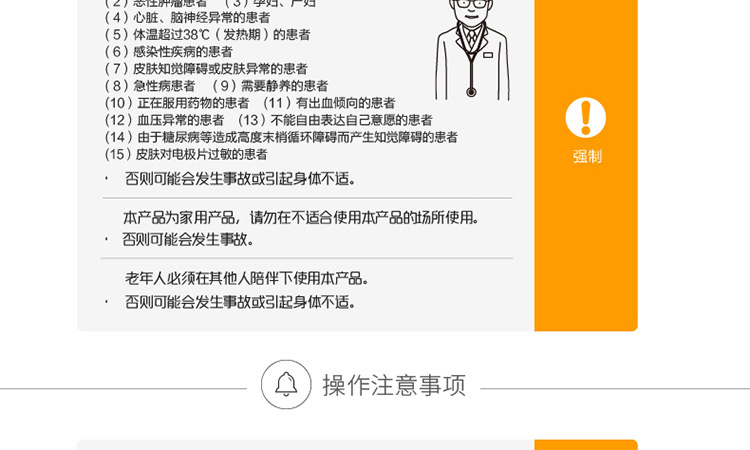 （2）恶性肿瘤患者 （3）孕妇、产妇
（4）心脏、脑神经异常的患者
（5）体温超过38℃（发热期）的患者
（6）感染性疾病的患者
（7）皮肤知觉障碍或皮肤异常的患者
（8）急性病患者 （9）需要静养的患者
（10）正在服用药物的患者 （11）有出血倾向的患者
（12）血压异常的患者 （13）不能自由表达自己意愿的患者
（14）由于糖尿病等造成高度末梢循环障碍而产生知觉障碍的患者
（15）皮肤对电极片过敏的患者
· 否则可能会发生事故或引起身体不适。
本产品为家用产品，请勿在不适合使用本产品的场所使用。
· 否则可能会发生事故。
老年人必须在其他人陪伴下使用本产品。
· 否则可能会发生事故或引起身体不适。
强制
操作注意事项